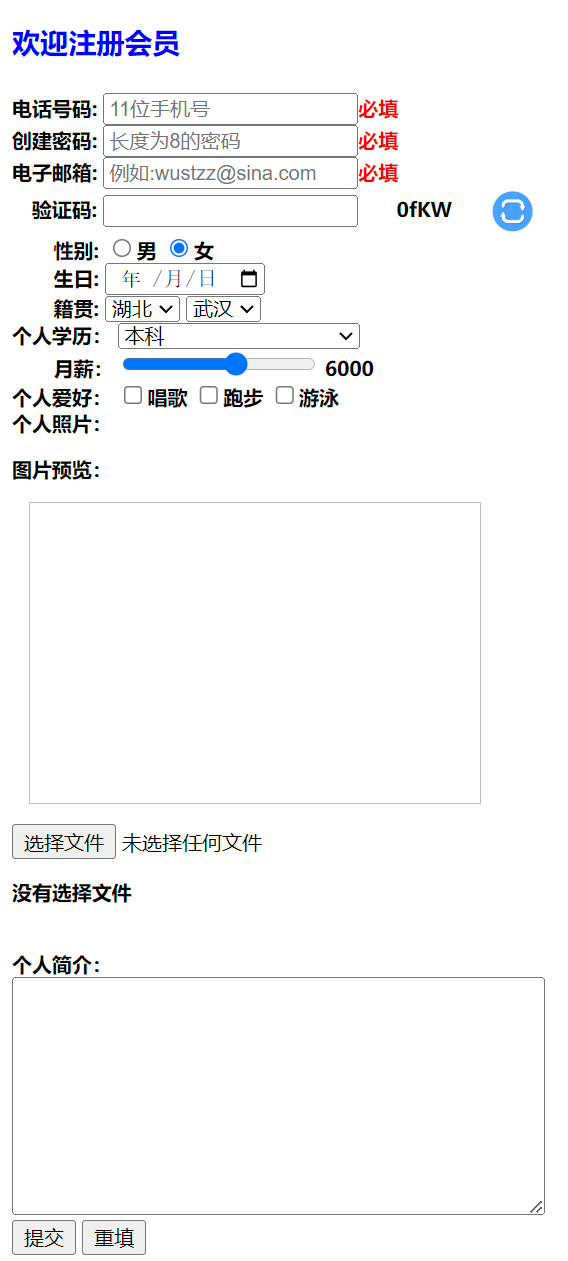 欢迎注册会员
电话号码: 11位手机号必填
创建密码: 长度为8的密码必填
电子邮箱: 例如:wustzz@sina.com必填
验证码: 0fKW
性别: 男 女
生日: 年 /月/日
籍贯: 湖北 武汉
个人学历: 本科
月薪: 6000
个人爱好: 唱歌 跑步 游泳
个人照片:
图片预览:
选择文件 未选择任何文件
没有选择文件
个人简介:
提交 重填